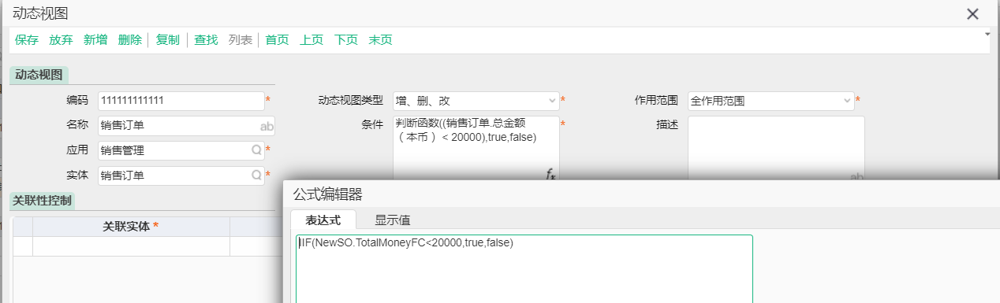 动态视图
保存 放弃 新增 删除 复制 查找 列表 首页 上页 下页 末页
动态视图
编码 111111111111 * 动态视图类型 增、删、改 * 作用范围 全作用范围 *
名称 销售订单 ab 条件 判断函数((销售订单.总金额 * 描述
（本币） < 20000),true,false)
应用 销售管理 *
实体 销售订单 * fx ab
关联性控制
公式编辑器
关联实体 * 表达式 显示值
IIF(NewSO.TotalMoneyFC<20000,true,false)